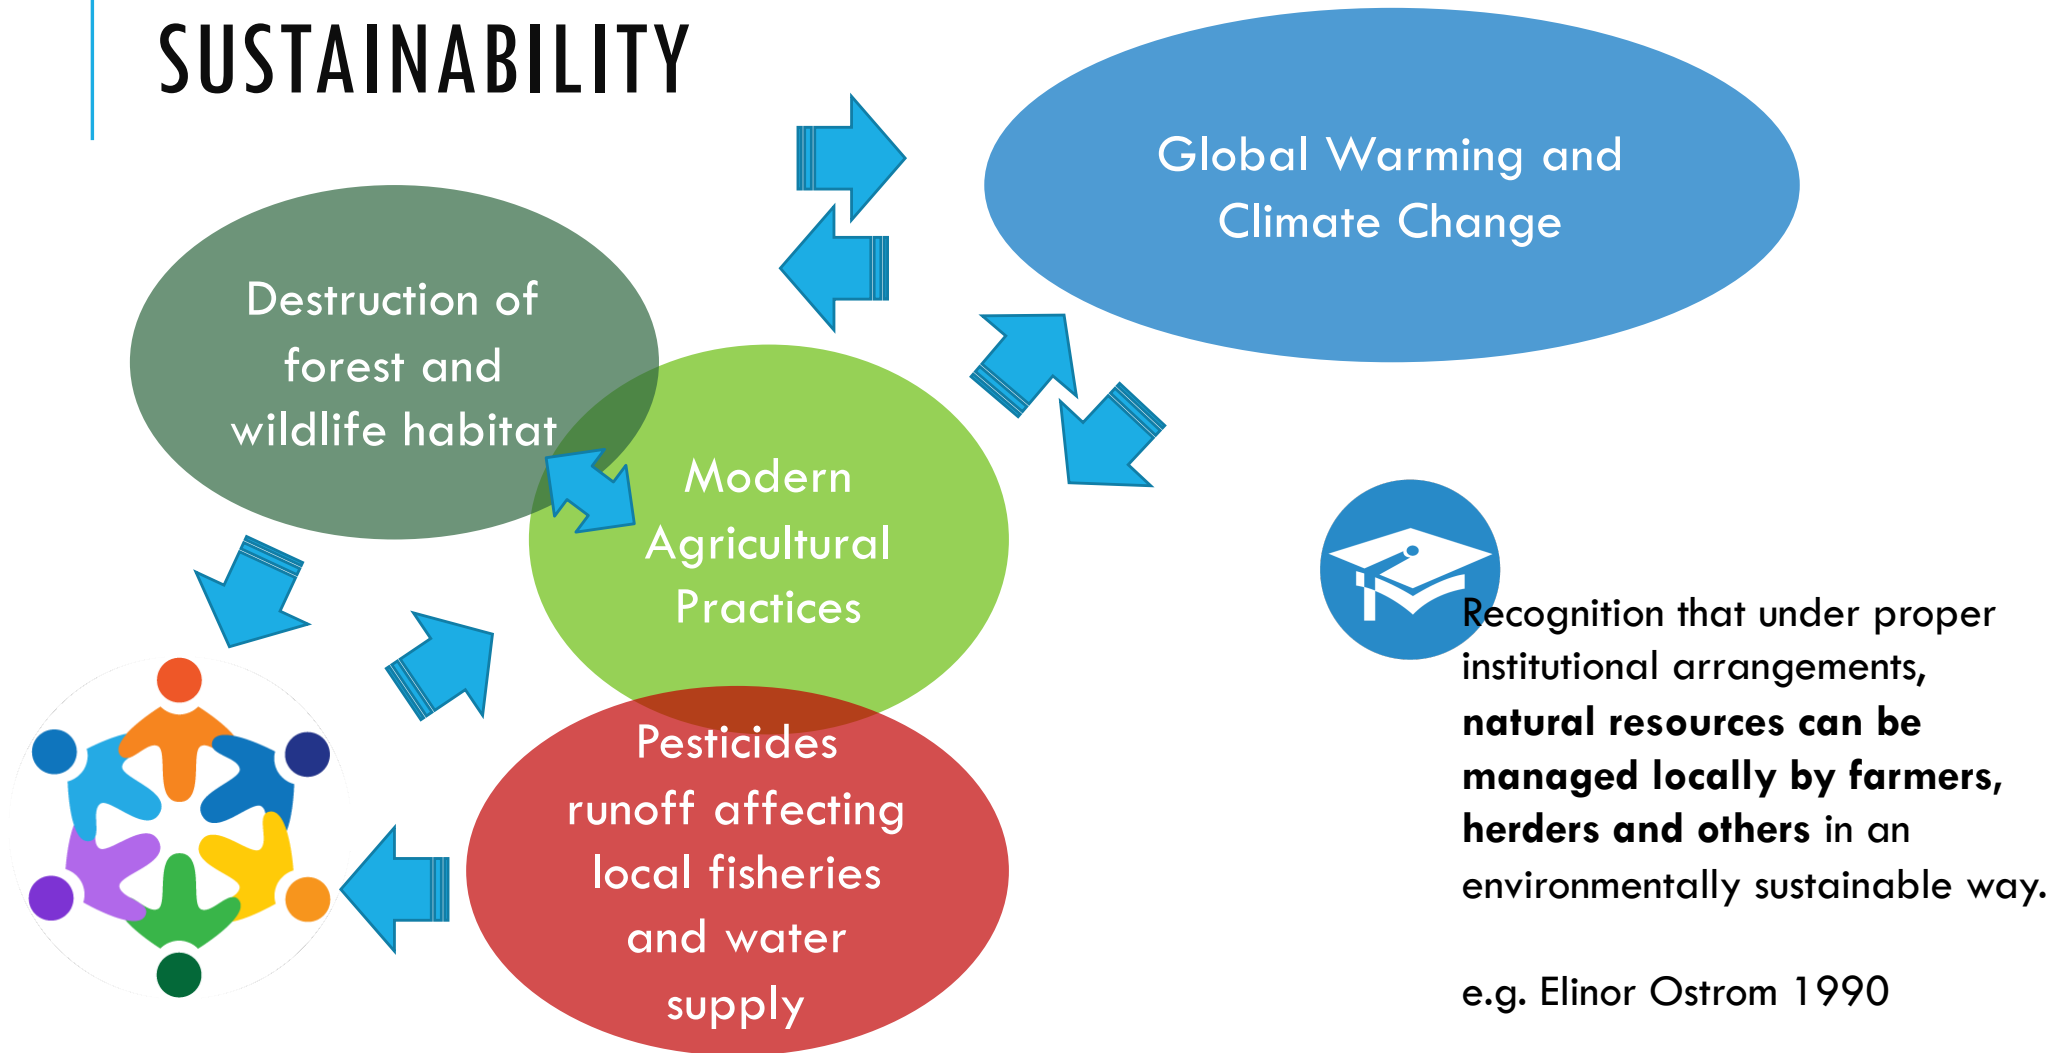 SUSTAINABILITY
Global Warming and
Climate Change
Destruction of
forest and
wildlife habitat
Modern
Agricultural
Practices
Pesticides
runoff affecting
local fisheries
and water
supply
Recognition that under proper
institutional arrangements,
natural resources can be
managed locally by farmers,
herders and others in an
environmentally sustainable way.
e.g. Elinor Ostrom 1990